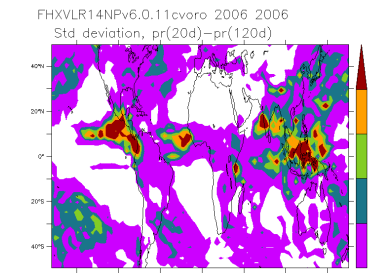 FHXVLR14NPv6.0.11cvoro 2006 2006
Std deviation, pr(20d)−pr(120d)
40°N
20°N
0°
20°S
40°S